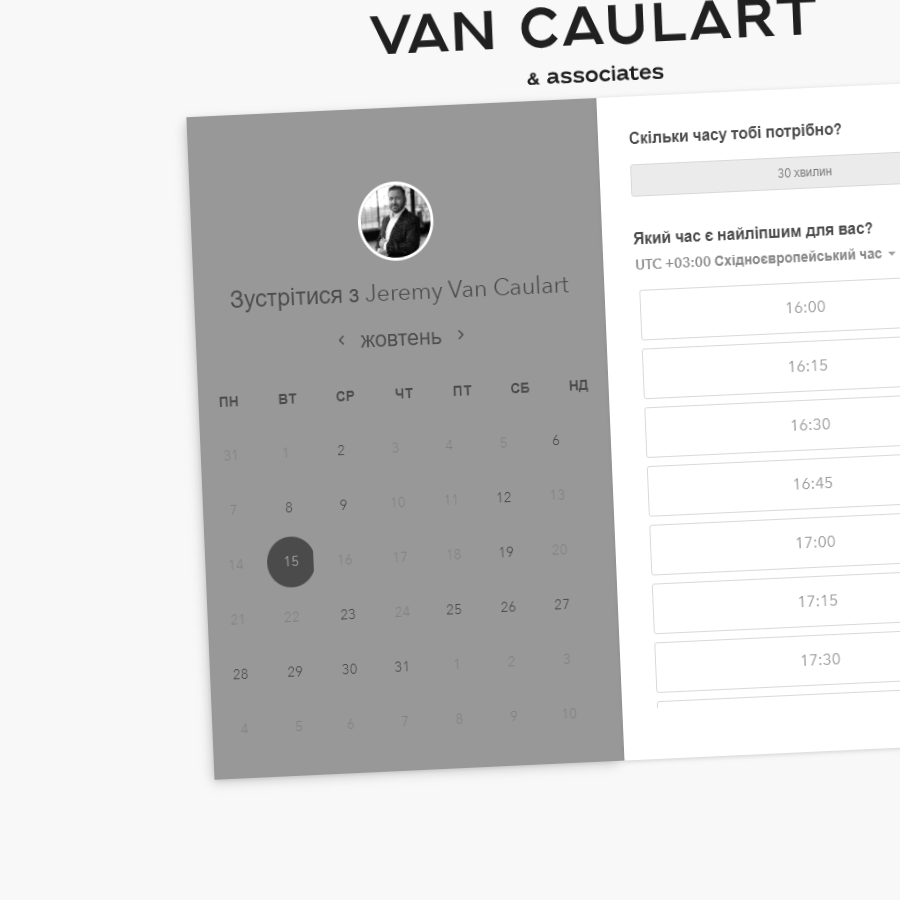 VAN CAULART
& associates
Зустрітися з Jeremy Van Caulart
жовтень
ПН ВТ СР ЧТ ПТ СБ НД
31 1 2 3 4 5 6
7 8 9 10 11 12 13
14 15 16 17 18 19 20
21 22 23 24 25 26 27
28 29 30 31 1 2 3
4 5 6 7 8 9 10
Скільки часу тобі потрібно?
30 хвилин
Який час є найліпшим для вас?
UTC +03:00 Східноєвропейський час
16:00
16:15
16:30
16:45
17:00
17:15
17:30